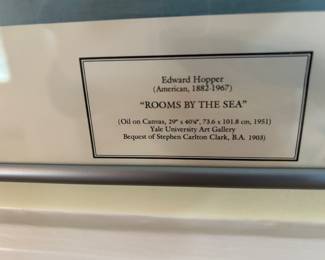 Edward Hopper
(American, 1882-1967)
"ROOMS BY THE SEA"
(Oil on Canvas, 29" x 40⅛", 73.6 x 101.8 cm, 1951)
Yale University Art Gallery
Bequest of Stephen Carlton Clark, B.A. 1903)